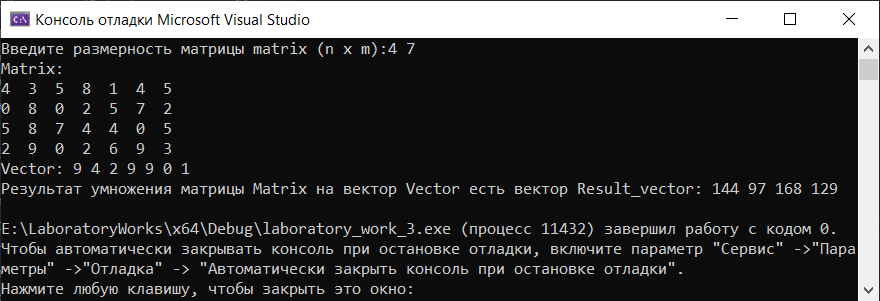 Консоль отладки Microsoft Visual Studio
Введите размерность матрицы matrix (n x m):4 7
Matrix:
4  3  5  8  1  4  5
0  8  0  2  5  7  2
5  8  7  4  4  0  5
2  9  0  2  6  9  3
Vector: 9 4 2 9 9 0 1
Результат умножения матрицы Matrix на вектор Vector есть вектор Result_vector: 144 97 168 129
E:\LaboratoryWorks\x64\Debug\laboratory_work_3.exe (процесс 11432) завершил работу с кодом 0.
Чтобы автоматически закрывать консоль при остановке отладки, включите параметр "Сервис" ->"Пара
метры" ->"Отладка" -> "Автоматически закрыть консоль при остановке отладки".
Нажмите любую клавишу, чтобы закрыть это окно: